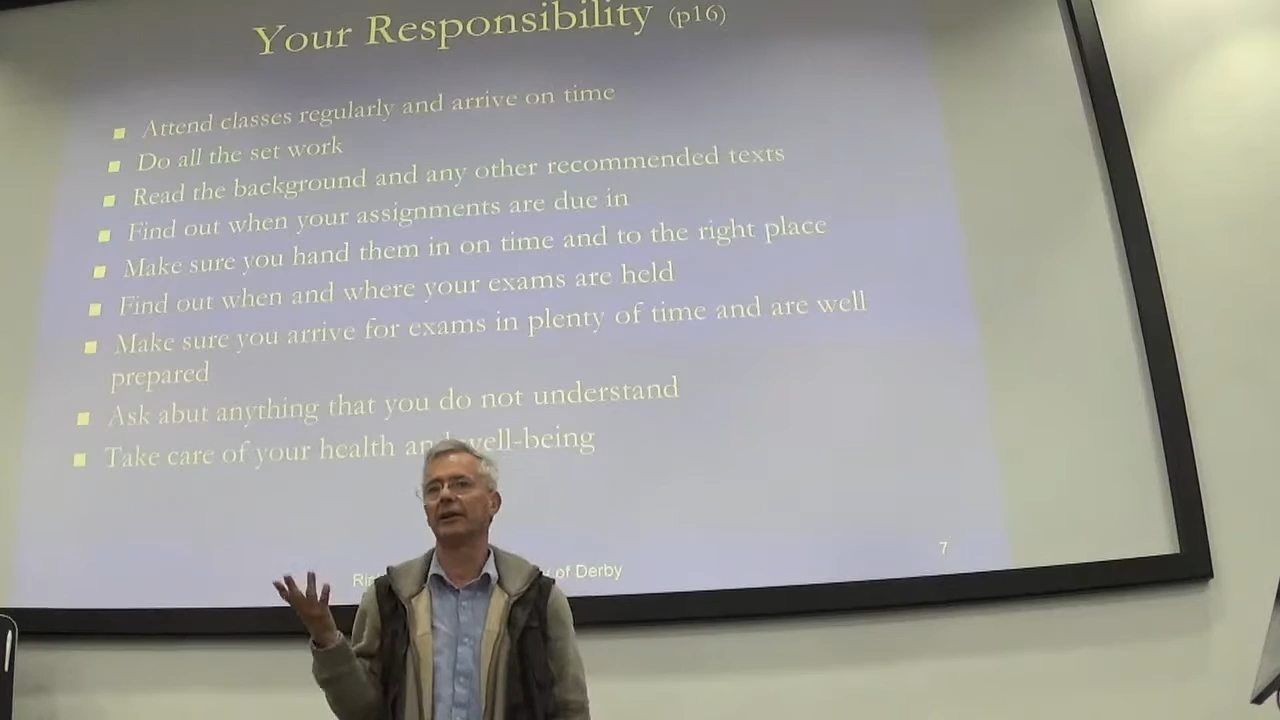 Your Responsibility (p16)
Attend classes regularly and arrive on time
Do all the set work
Read the background and any other recommended texts
Find out when your assignments are due in
Make sure you hand them in on time and to the right place
Find out when and where your exams are held
Make sure you arrive for exams in plenty of time and are well
prepared
Ask abut anything that you do not understand
Take care of your health and well-being
7
of Derby